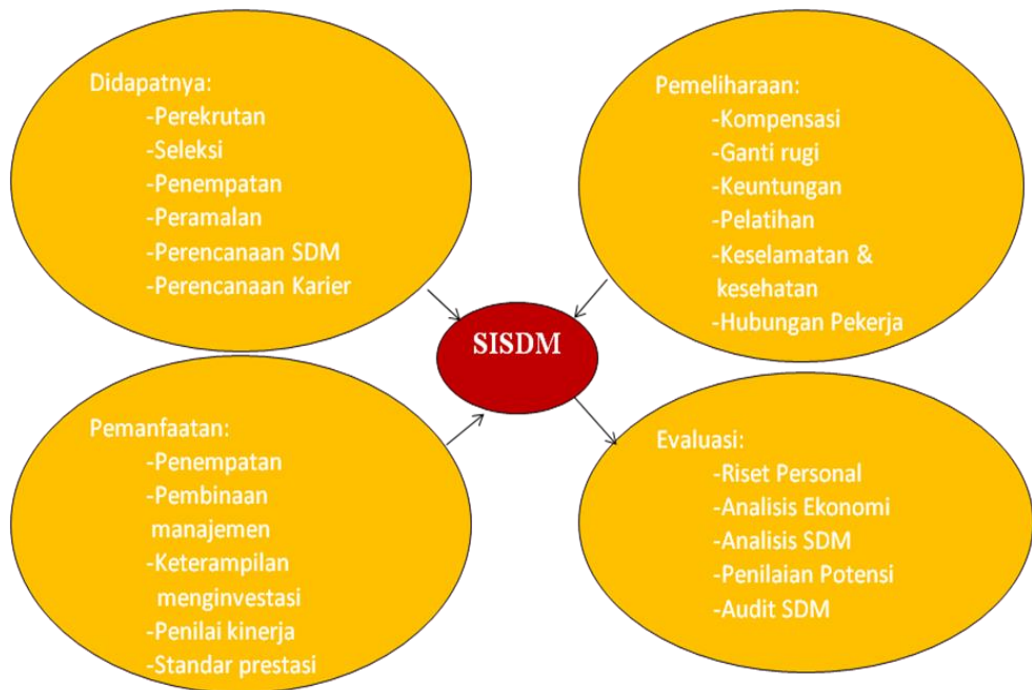 Didapatnya:
-Perekrutan
-Seleksi
-Penempatan
-Peramalan
-Perencanaan SDM
-Perencanaan Karier
Pemeliharaan:
-Kompensasi
-Ganti rugi
-Keuntungan
-Pelatihan
-Keselamatan &
kesehatan
-Hubungan Pekerja
SISDM
Pemanfaatan:
-Penempatan
-Pembinaan
manajemen
-Keterampilan
menginvestasi
-Penilai kinerja
-Standar prestasi
Evaluasi:
-Riset Personal
-Analisis Ekonomi
-Analisis SDM
-Penilaian Potensi
-Audit SDM